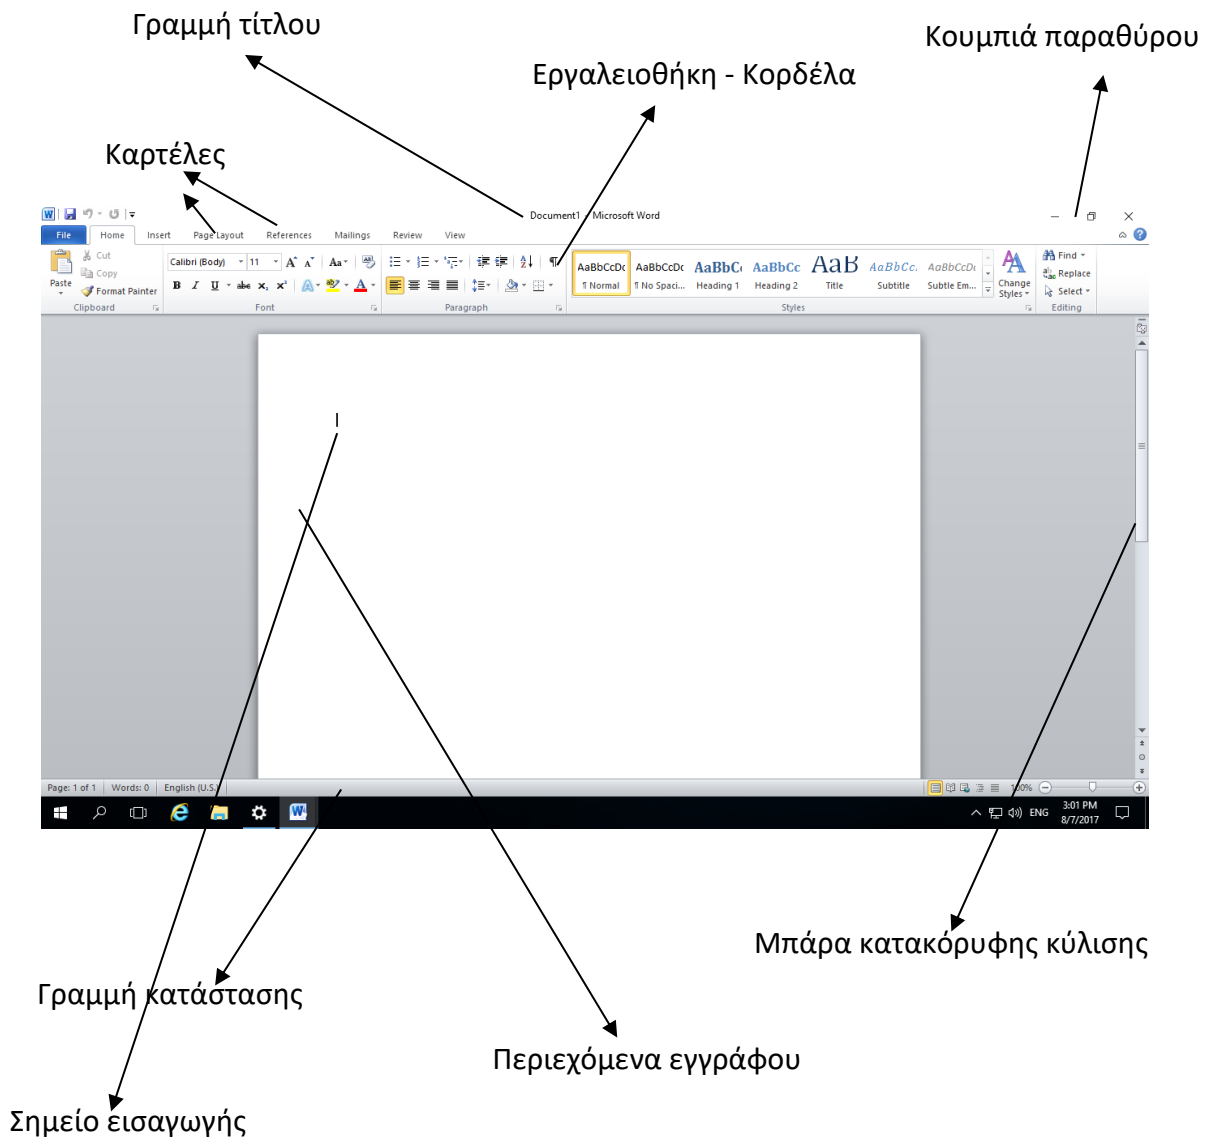 Γραμμή τίτλου
Κουμπιά παραθύρου
Εργαλειοθήκη - Κορδέλα
Καρτέλες
Document1 - Microsoft Word
File Home Insert Page Layout References Mailings Review View
Cut
Copy
Paste
Format Painter
Clipboard
Calibri (Body) 11
Font
Paragraph
AaBbCcDc AaBbCcDc AaBbC AaBbCc AaB AaBbCc. AaBbCcDc
¶ Normal ¶ No Spaci... Heading 1 Heading 2 Title Subtitle Subtle Em...
Change
Styles
Styles
Find
Replace
Select
Editing
Page: 1 of 1 Words: 0 English (U.S.) 100%
ENG
3:01 PM
8/7/2017
Μπάρα κατακόρυφης κύλισης
Γραμμή κατάστασης
Περιεχόμενα εγγράφου
Σημείο εισαγωγής